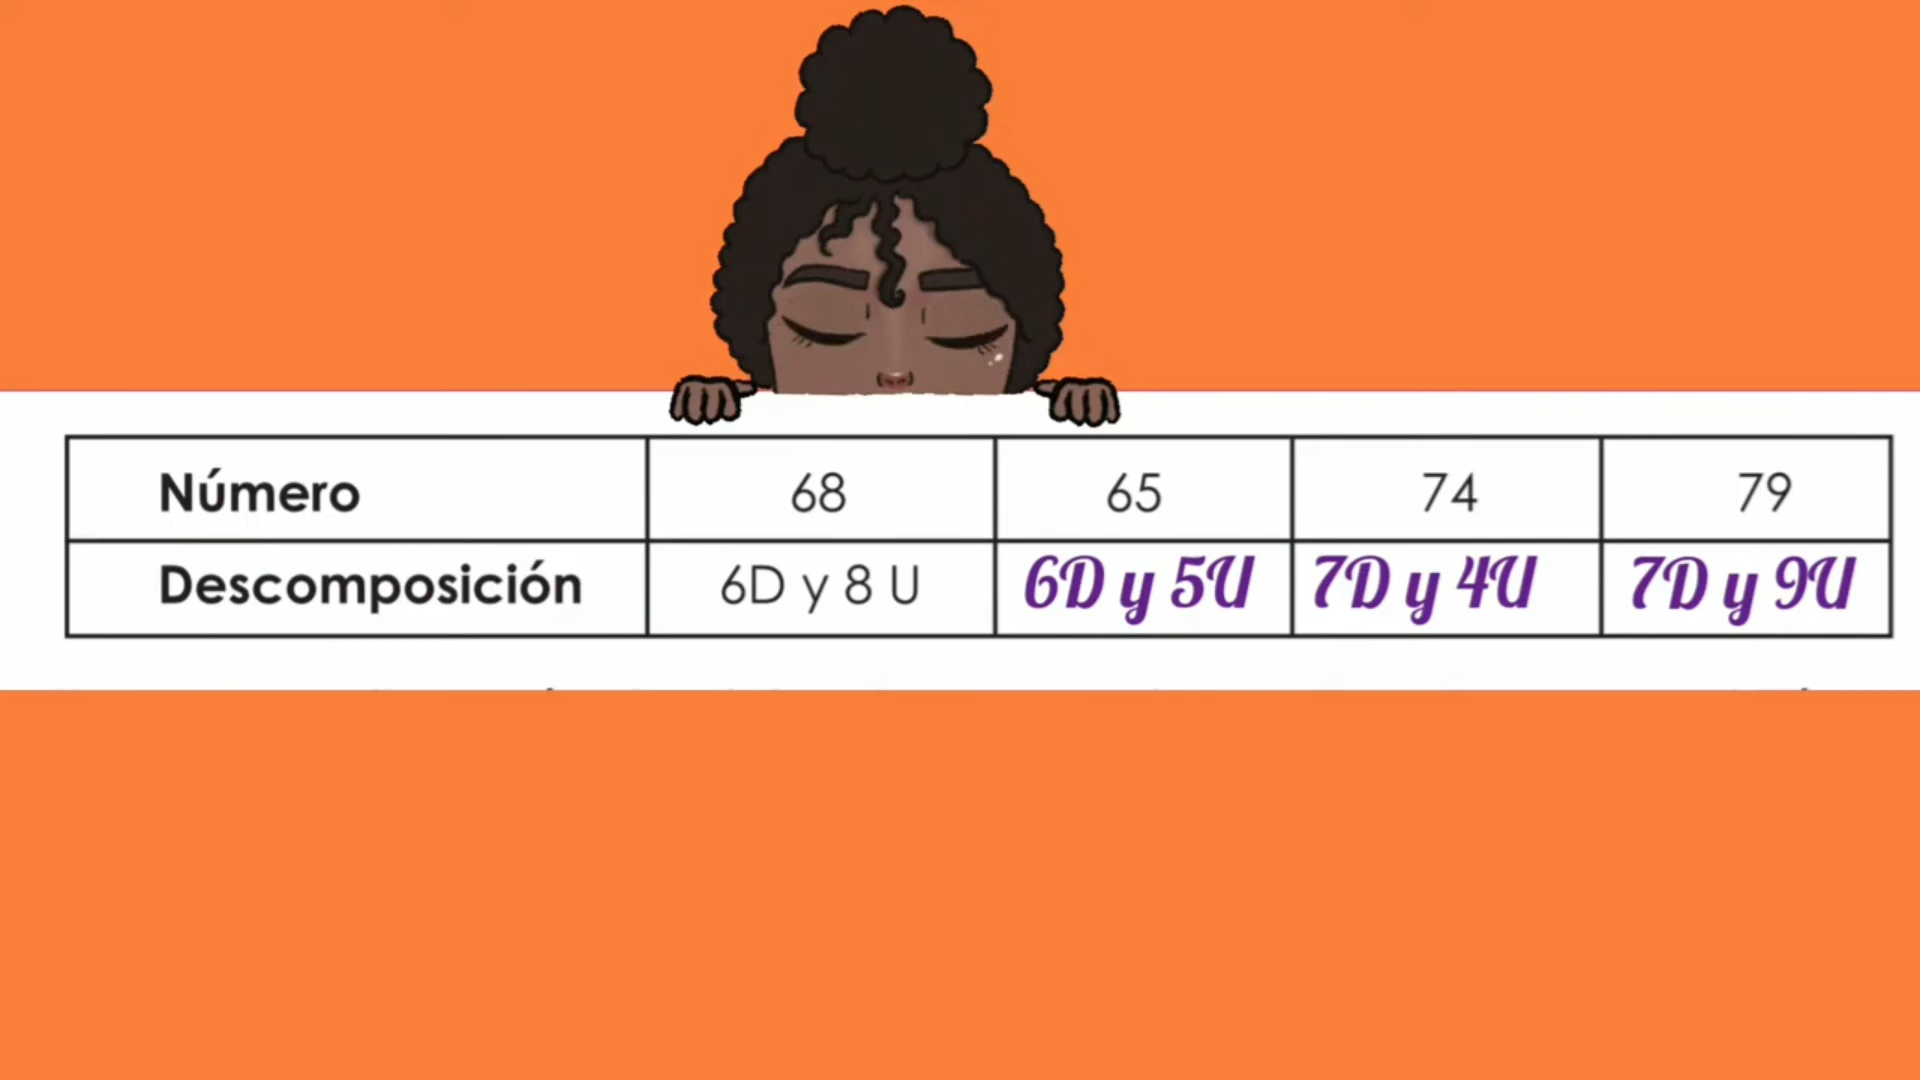 Número 68 65 74 79
Descomposición 6D y 8 U 6D y 5U 7D y 4U 7D y 9U